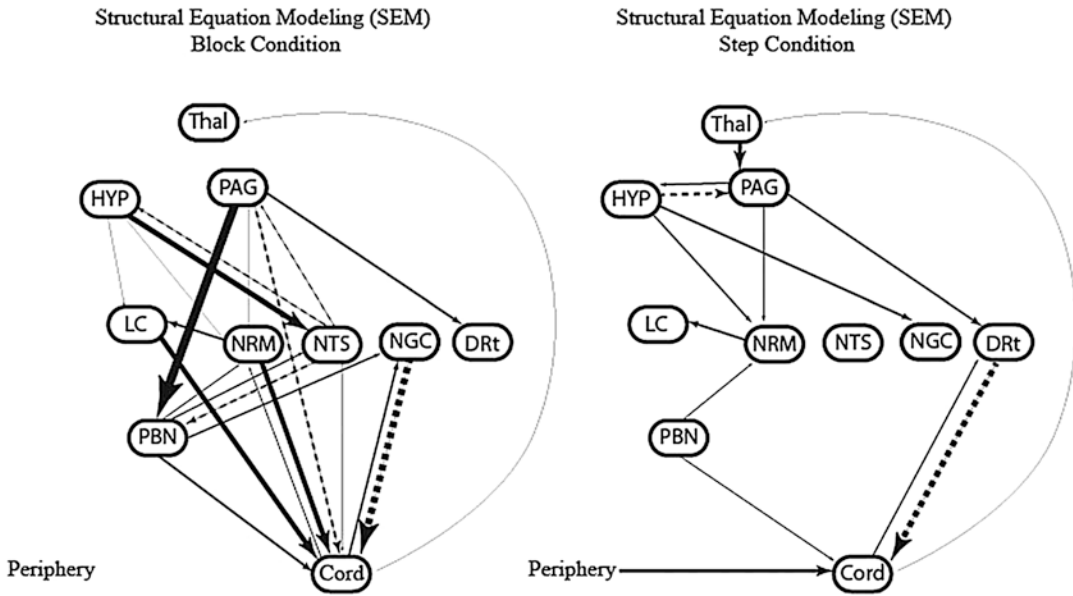 Structural Equation Modeling (SEM)
Block Condition
Thal
HYP
PAG
LC
NRM
NTS
NGC
DRt
PBN
Cord
Periphery
Structural Equation Modeling (SEM)
Step Condition
Thal
HYP
PAG
LC
NRM
NTS
NGC
DRt
PBN
Cord
Periphery